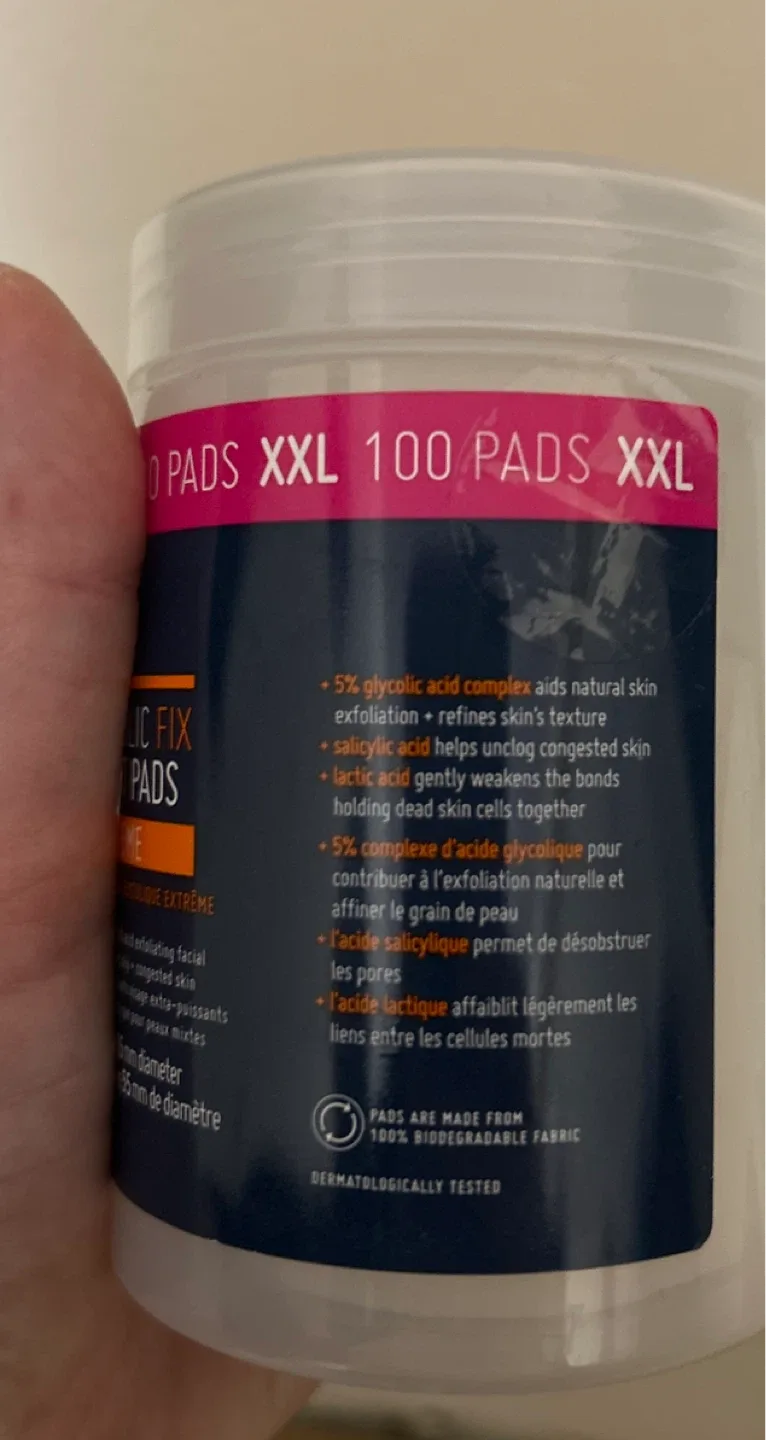 0 PADS XXL 100 PADS XXL
LIC FIX
PADS
ME
EXTRÊME
exfoliating facial
congested skin
extra-puissants
pour peaux mixtes
mm diameter
85 mm de diamètre
+ 5% glycolic acid complex aids natural skin
exfoliation + refines skin's texture
+ salicylic acid helps unclog congested skin
+ lactic acid gently weakens the bonds
holding dead skin cells together
+ 5% complexe d'acide glycolique pour
contribuer à l'exfoliation naturelle et
affiner le grain de peau
+ l'acide salicylique permet de désobstruer
les pores
+ l'acide lactique affaiblit légèrement les
liens entre les cellules mortes
PADS ARE MADE FROM
100% BIODEGRADABLE FABRIC
DERMATOLOGICALLY TESTED